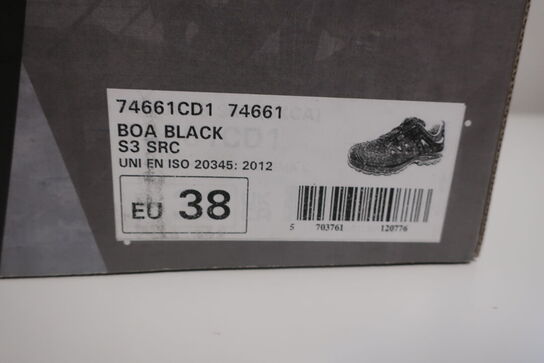 74661CD1 74661
BOA BLACK
S3 SRC
UNI EN ISO 20345: 2012
EU 38
5 703761 120776